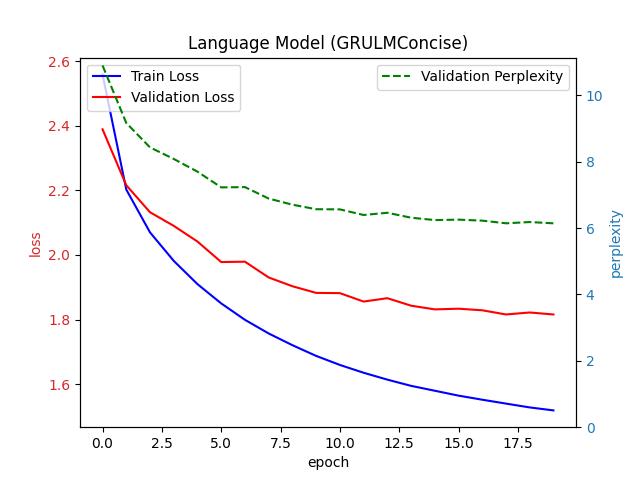 Language Model (GRULMConcise)
Train Loss
Validation Loss
Validation Perplexity
2.6
2.4
2.2
2.0
1.8
1.6
loss
10
8
6
4
2
0
perplexity
0.0 2.5 5.0 7.5 10.0 12.5 15.0 17.5
epoch